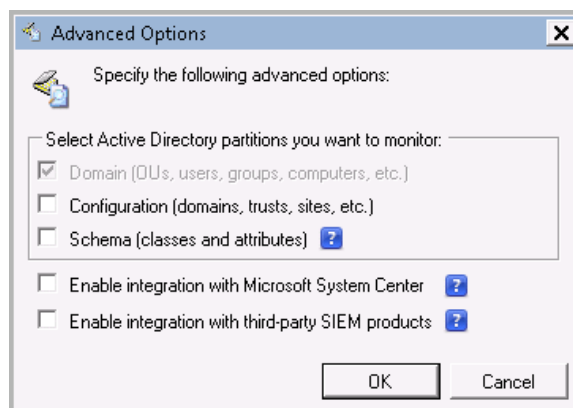 Advanced Options
Specify the following advanced options:
Select Active Directory partitions you want to monitor:
Domain (OUs, users, groups, computers, etc.)
Configuration (domains, trusts, sites, etc.)
Schema (classes and attributes) ?
Enable integration with Microsoft System Center ?
Enable integration with third-party SIEM products ?
OK Cancel